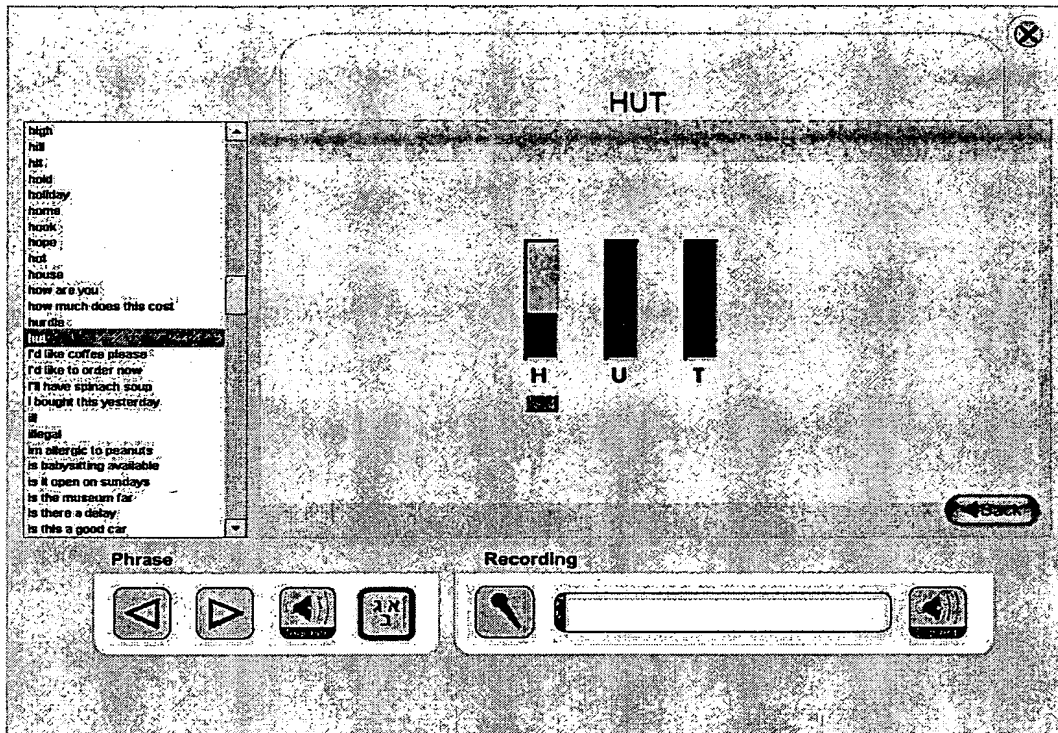 HUT
high
hill
hit
hold
holiday
home
hook
hope
hot
house
how are you
how much does this cost
hurdle
hut
I'd like coffee please
I'd like to order now
I'll have spinach soup
I bought this yesterday
ill
illegal
im allergic to peanuts
is babysitting available
is it open on sundays
is the museum far
is there a delay
is this a good car
H U T
Back
Phrase
Recording
א ג
ב